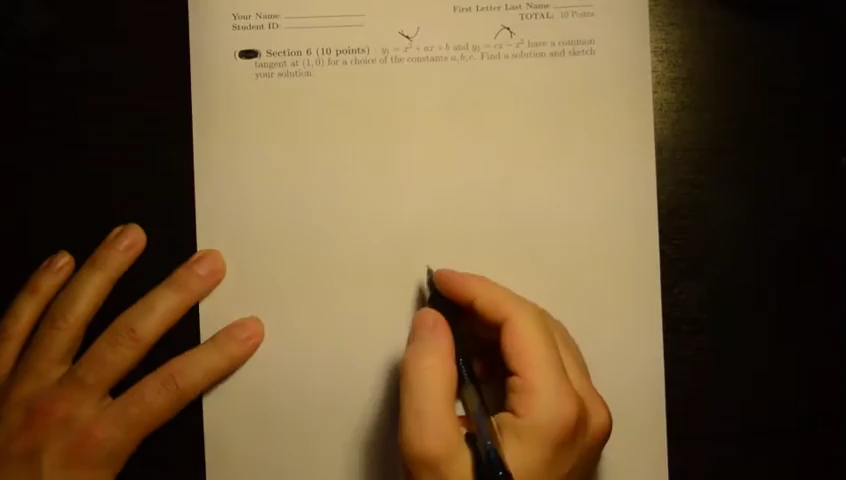 Your Name:
First Letter Last Name
Student ID:
TOTAL: 10 Points
( ) Section 6 (10 points) y₁ = x² + ax + b and y₂ = cx − x² have a common
tangent at (1, 0) for a choice of the constants a, b, c. Find a solution and sketch
your solution.